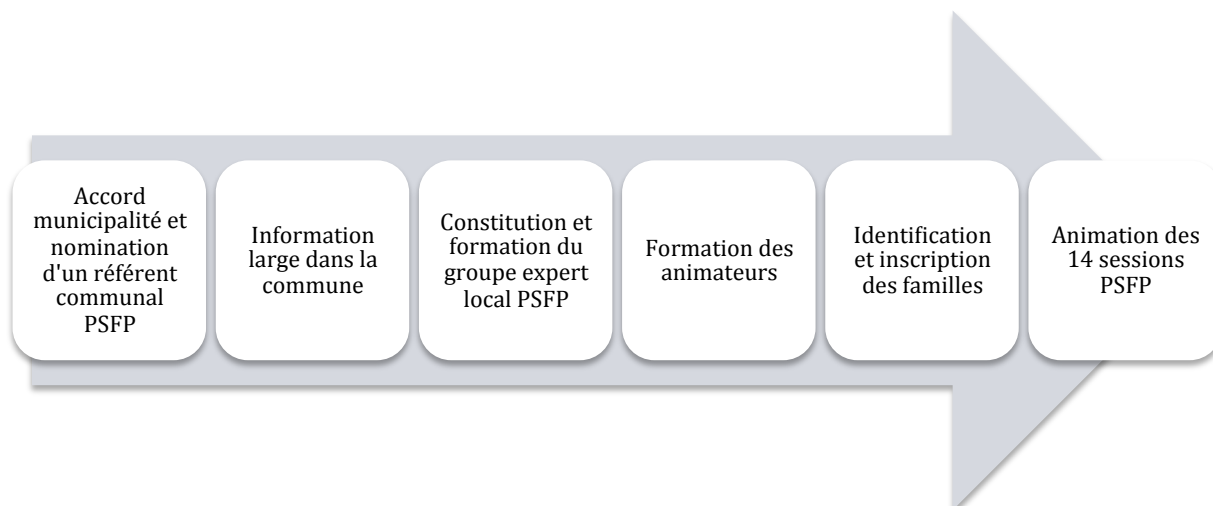 Accord
municipalité et
nomination
d'un référent
communal
PSFP
Information
large dans la
commune
Constitution et
formation du
groupe expert
local PSFP
Formation des
animateurs
Identification
et inscription
des familles
Animation des
14 sessions
PSFP